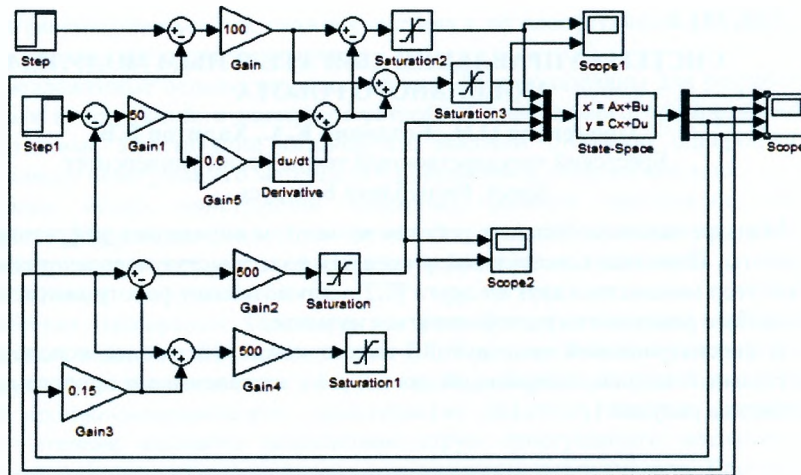 Step
100
Gain
Saturation2
Scope1
Step1
50
Gain1
0.6
Gain5
du/dt
Derivative
Saturation3
x' = Ax+Bu
y = Cx+Du
State-Space
Scope
500
Gain2
Saturation
Scope2
500
Gain4
Saturation1
0.15
Gain3